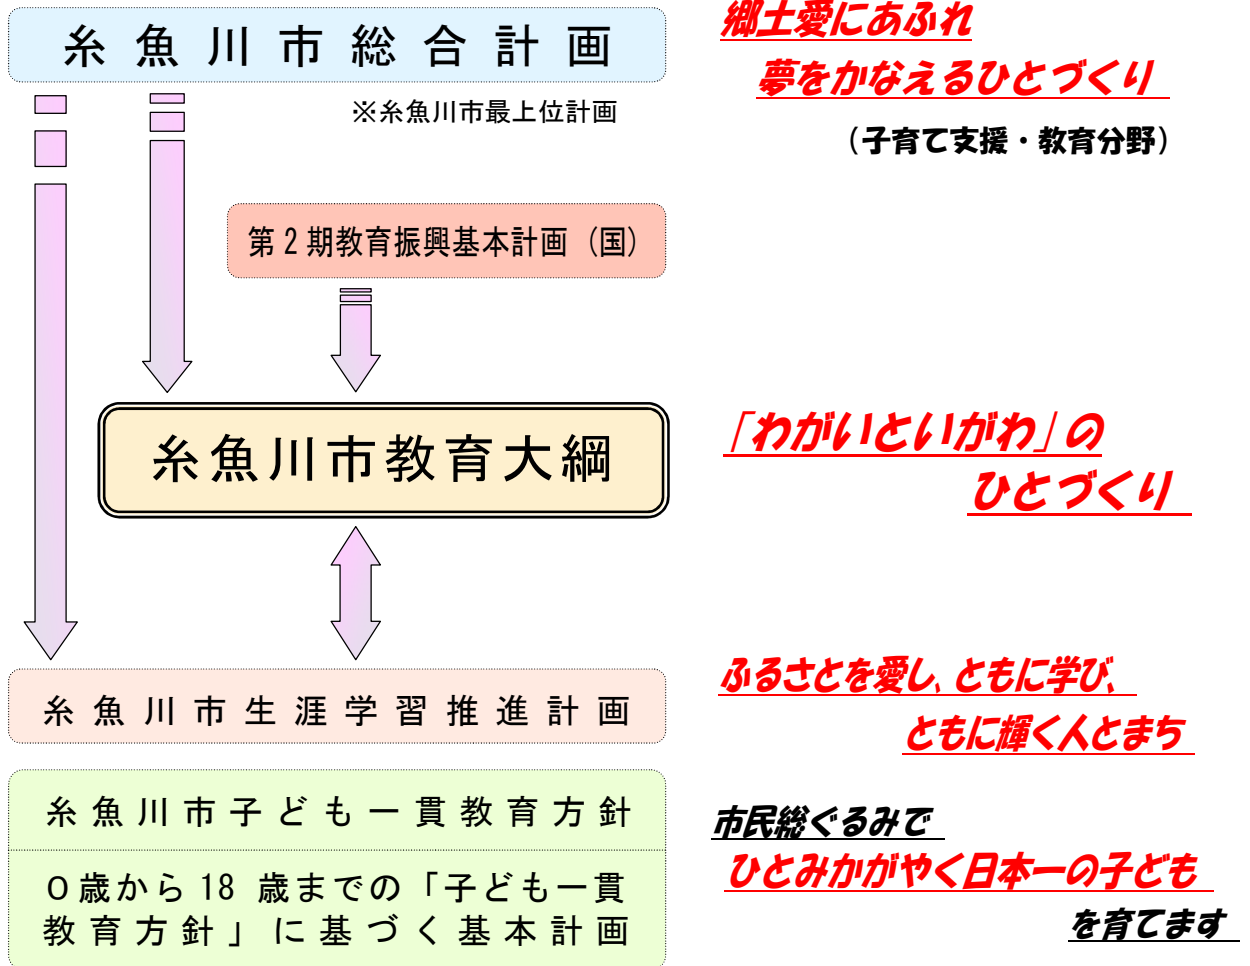 糸魚川市総合計画
郷土愛にあふれ
夢をかなえるひとづくり
※糸魚川市最上位計画
(子育て支援・教育分野)
第2期教育振興基本計画(国)
糸魚川市教育大綱
「わがいといがわ」の
ひとづくり
糸魚川市生涯学習推進計画
ふるさとを愛し、ともに学び、
ともに輝く人とまち
糸魚川市子ども一貫教育方針
0歳から18歳までの「子ども一貫
教育方針」に基づく基本計画
市民総ぐるみで
ひとみかがやく日本一の子ども
を育てます